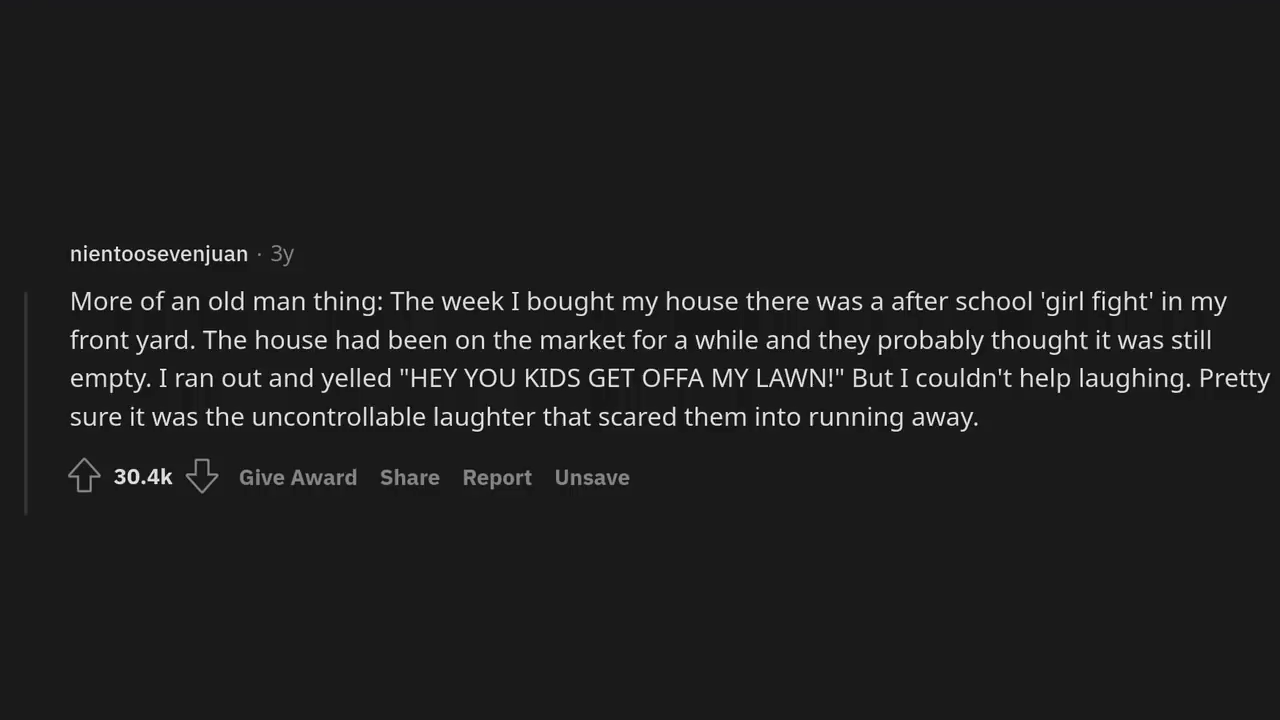 nientoosevenjuan · 3y
More of an old man thing: The week I bought my house there was a after school 'girl fight' in my
front yard. The house had been on the market for a while and they probably thought it was still
empty. I ran out and yelled "HEY YOU KIDS GET OFFA MY LAWN!" But I couldn't help laughing. Pretty
sure it was the uncontrollable laughter that scared them into running away.
30.4k Give Award Share Report Unsave